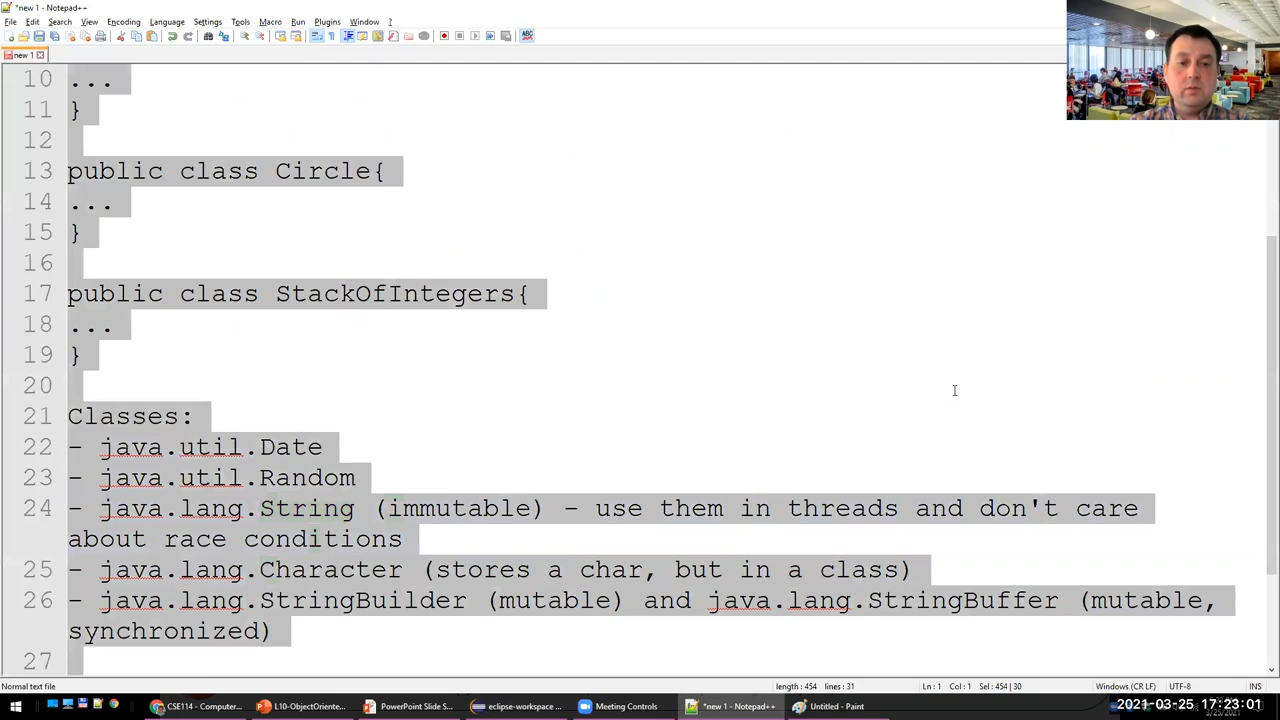 *new 1 - Notepad++
File Edit Search View Encoding Language Settings Tools Macro Run Plugins Window ?
new 1
10 ...
11 }
12
13 public class Circle{
14 ...
15 }
16
17 public class StackOfIntegers{
18 ...
19 }
20
21 Classes:
22 - java.util.Date
23 - java.util.Random
24 - java.lang.String (immutable) - use them in threads and don't care
about race conditions
25 - java.lang.Character (stores a char, but in a class)
26 - java.lang.StringBuilder (mutable) and java.lang.StringBuffer (mutable,
synchronized)
27
Normal text file length : 454 lines : 31 Ln : 1 Col : 1 Sel : 454 | 30 Windows (CR LF) UTF-8 INS
CSE114 - Computer... L10-ObjectOriente... PowerPoint Slide S... eclipse-workspace ... Meeting Controls *new 1 - Notepad++ Untitled - Paint 2021-03-25 17:23:01